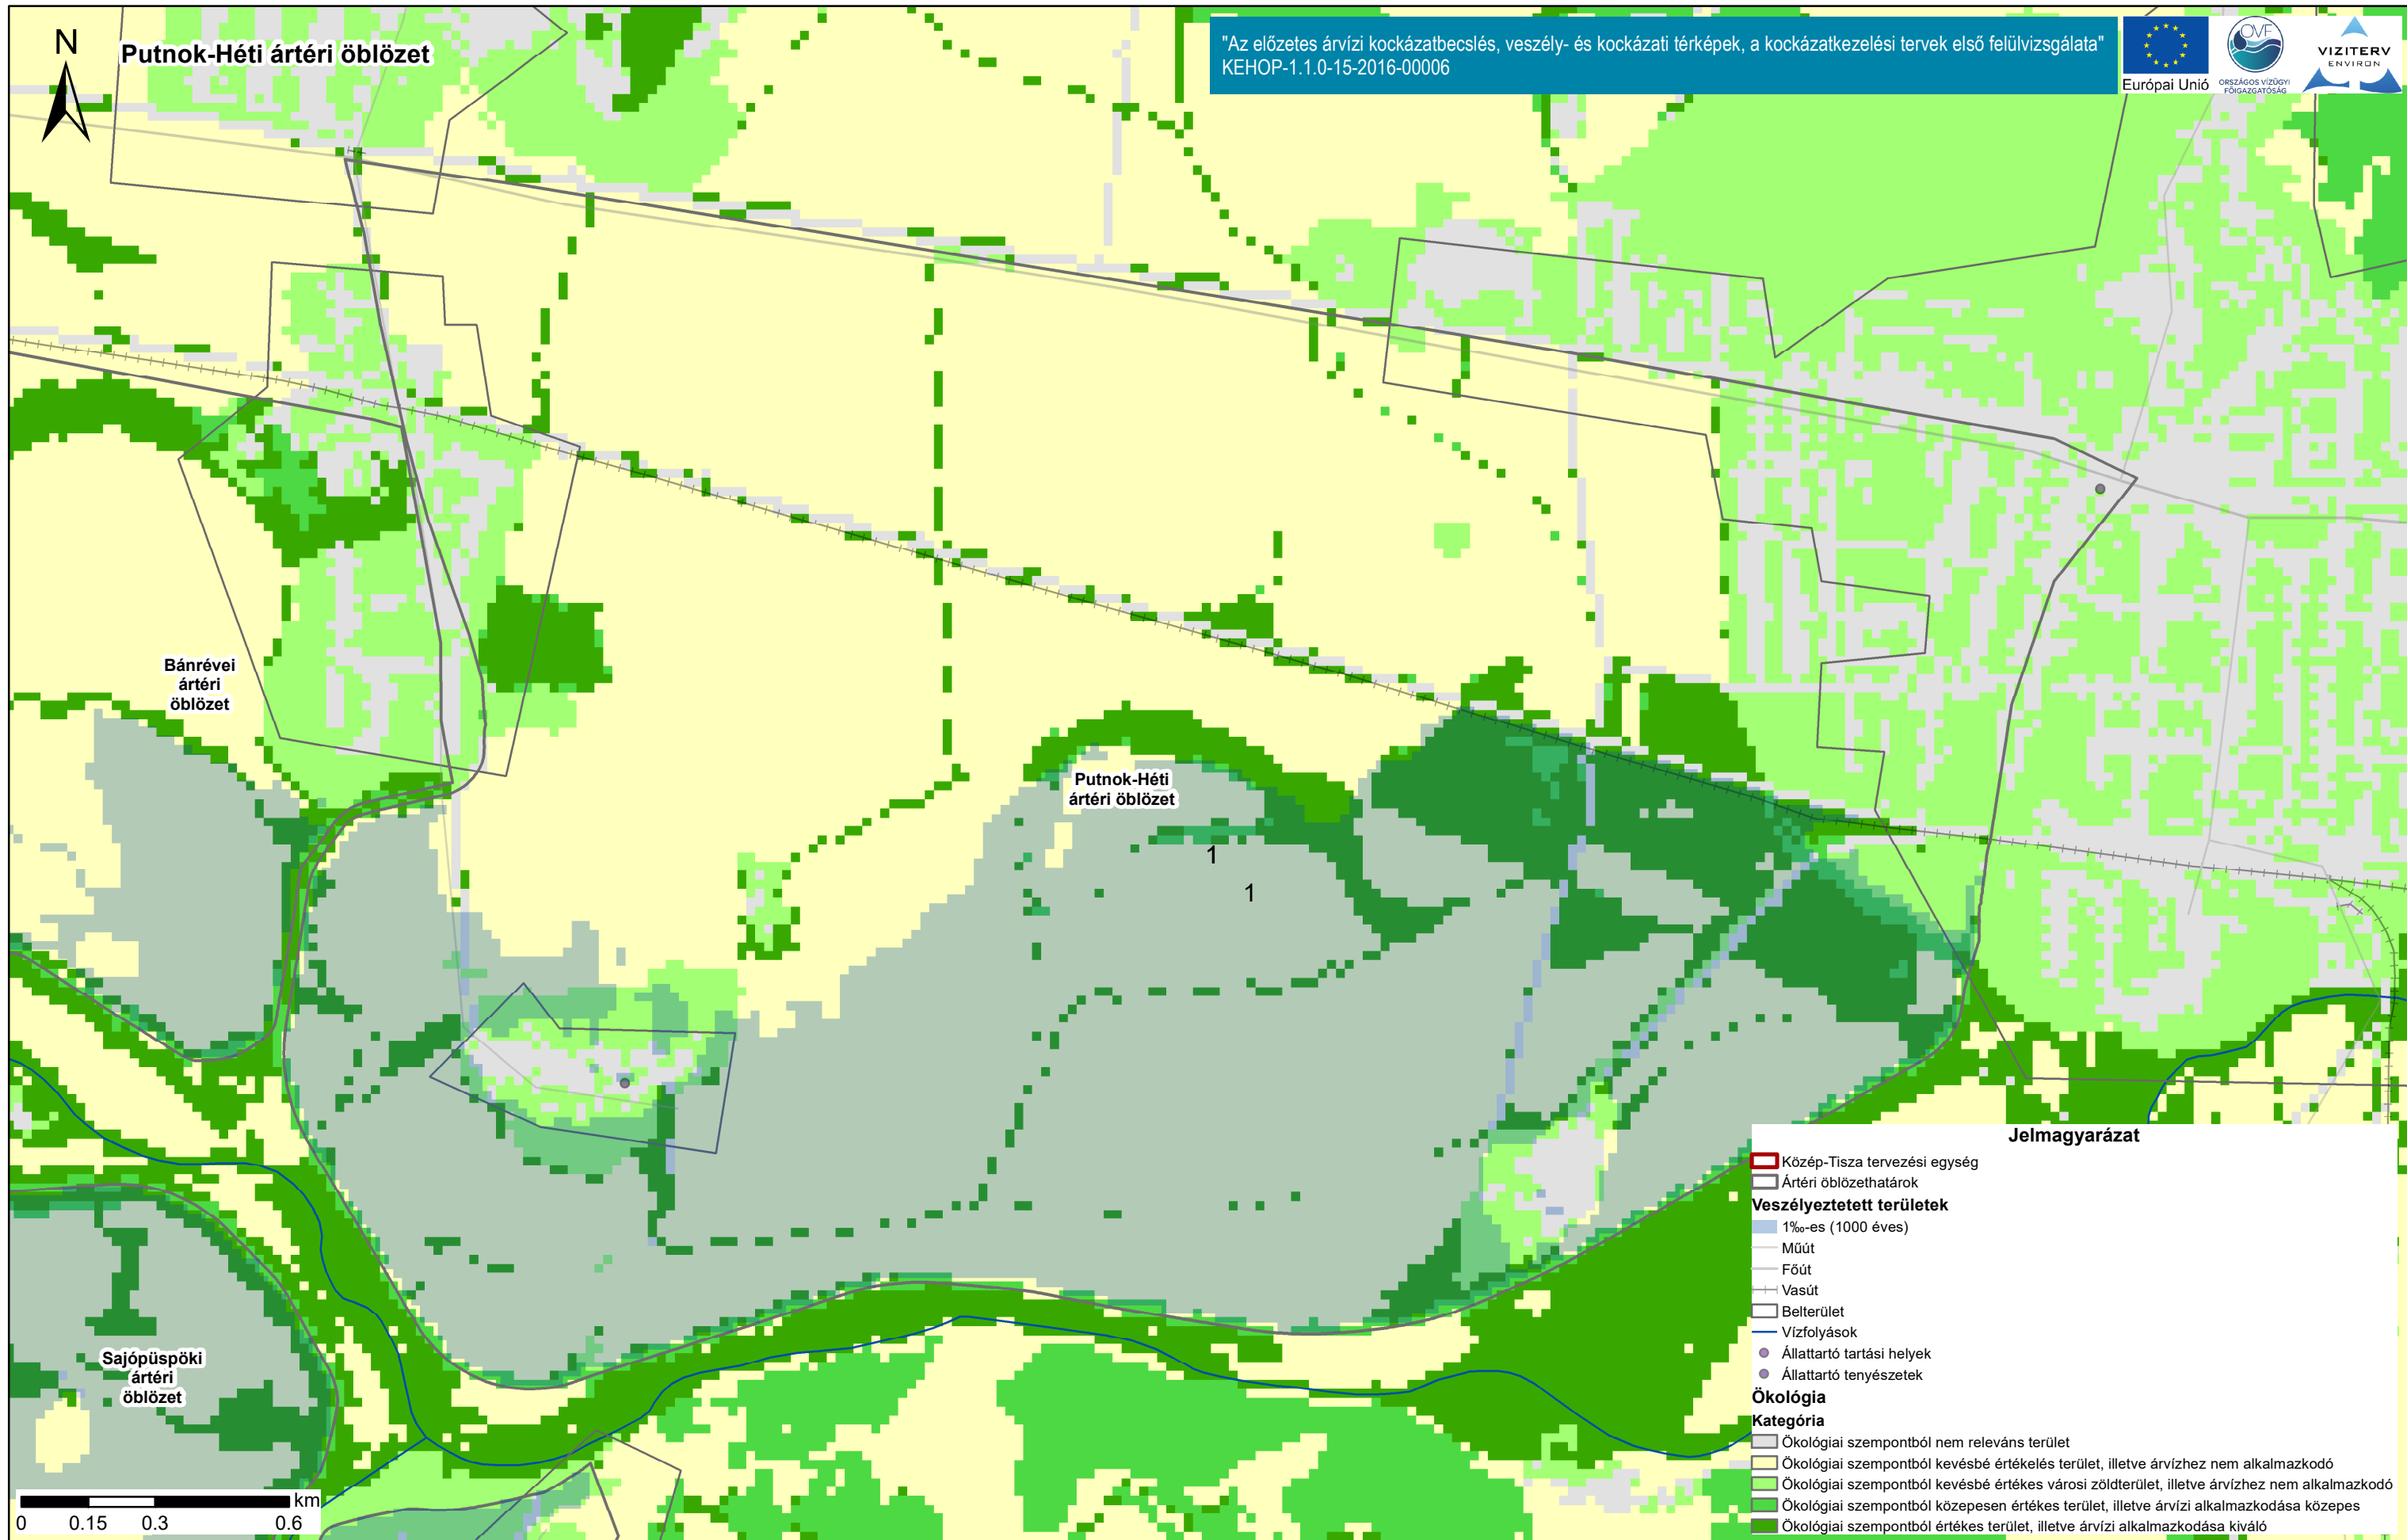 N
Putnok-Héti ártéri öblözet
"Az előzetes árvízi kockázatbecslés, veszély- és kockázati térképek, a kockázatkezelési tervek első felülvizsgálata"
KEHOP-1.1.0-15-2016-00006
Európai Unió
OVF
ORSZÁGOS VÍZÜGYI
FŐIGAZGATÓSÁG
VIZITERV
ENVIRON
Bánrévei
ártéri
öblözet
Putnok-Héti
ártéri öblözet
1
1
Sajópüspöki
ártéri
öblözet
km
0 0.15 0.3 0.6
Jelmagyarázat
Közép-Tisza tervezési egység
Ártéri öblözethatárok
Veszélyeztetett területek
1‰-es (1000 éves)
Műút
Főút
Vasút
Belterület
Vízfolyások
Állattartó tartási helyek
Állattartó tenyészetek
Ökológia
Kategória
Ökológiai szempontból nem releváns terület
Ökológiai szempontból kevésbé értékelés terület, illetve árvízhez nem alkalmazkodó
Ökológiai szempontból kevésbé értékes városi zöldterület, illetve árvízhez nem alkalmazkodó
Ökológiai szempontból közepesen értékes terület, illetve árvízi alkalmazkodása közepes
Ökológiai szempontból értékes terület, illetve árvízi alkalmazkodása kiváló